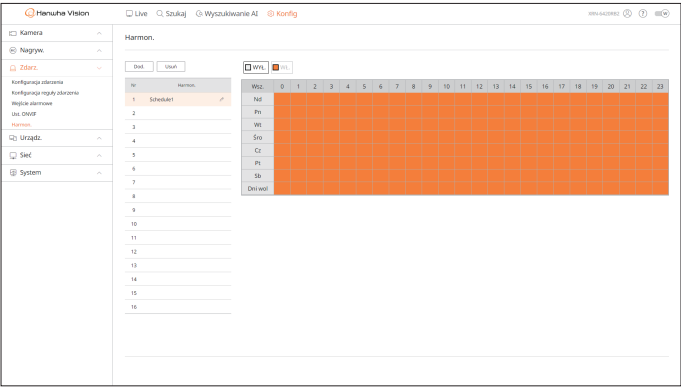 Hanwha Vision
Live Szukaj Wyszukiwanie AI Konfig
XRN-6420RB2
Kamera
Nagryw.
Zdarz.
Konfiguracja zdarzenia
Konfiguracja reguły zdarzenia
Wejście alarmowe
Ust. ONVIF
Harmon.
Urządz.
Sieć
System
Harmon.
Dod. Usuń
Nr Harmon.
1 Schedule1
2
3
4
5
6
7
8
9
10
11
12
13
14
15
16
WYŁ. WŁ.
Wsz. 0 1 2 3 4 5 6 7 8 9 10 11 12 13 14 15 16 17 18 19 20 21 22 23
Nd
Pn
Wt
Śro
Cz
Pt
Sb
Dni wol